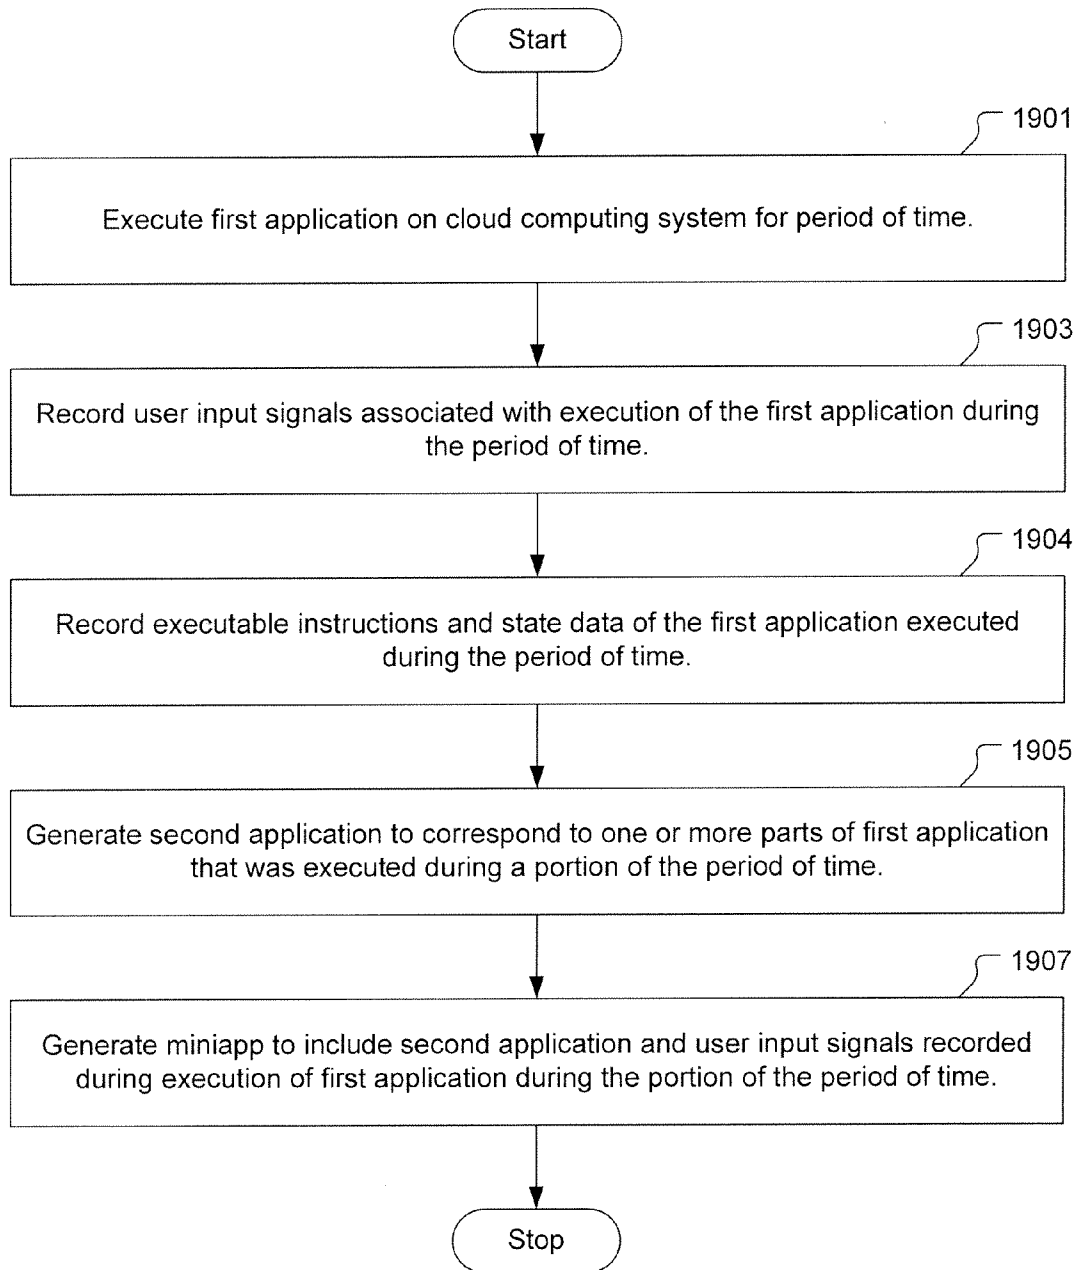 Start
1901
Execute first application on cloud computing system for period of time.
1903
Record user input signals associated with execution of the first application during
the period of time.
1904
Record executable instructions and state data of the first application executed
during the period of time.
1905
Generate second application to correspond to one or more parts of first application
that was executed during a portion of the period of time.
1907
Generate miniapp to include second application and user input signals recorded
during execution of first application during the portion of the period of time.
Stop